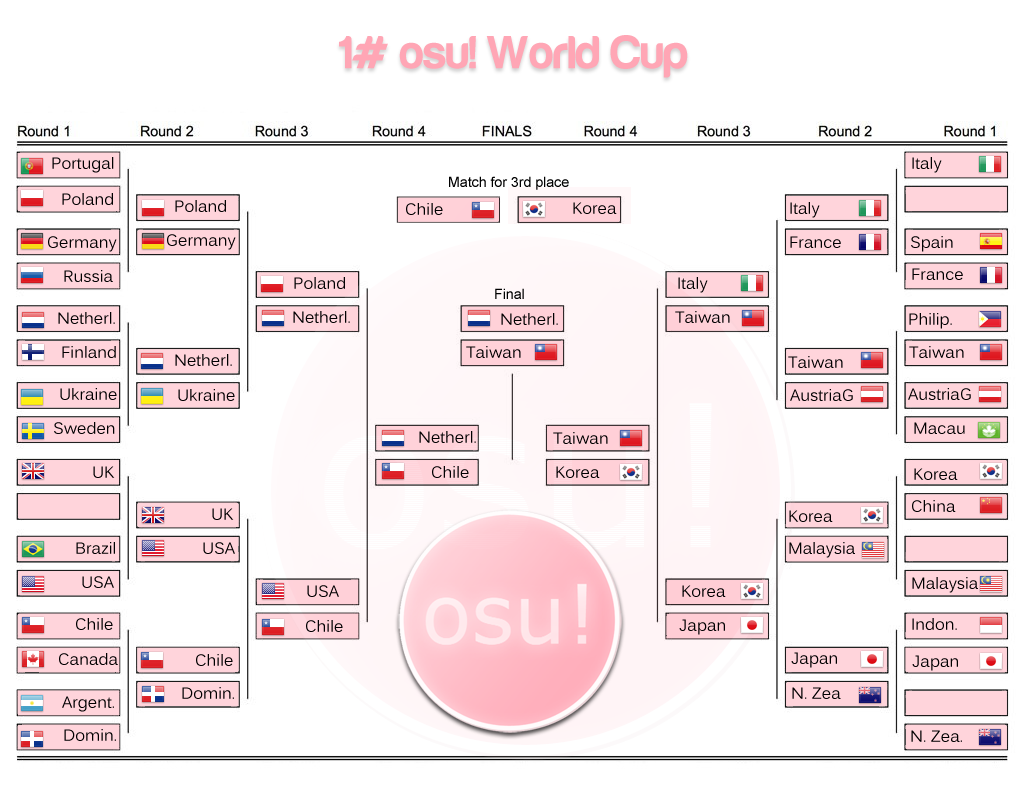 1# osu! World Cup
Round 1 Round 2 Round 3 Round 4 FINALS Round 4 Round 3 Round 2 Round 1
Portugal
Poland
Germany
Russia
Netherl.
Finland
Ukraine
Sweden
UK
Brazil
USA
Chile
Canada
Argent.
Domin.
Poland
Germany
Netherl.
Ukraine
UK
USA
Chile
Domin.
Poland
Netherl.
USA
Chile
Netherl.
Chile
Match for 3rd place
Chile Korea
Final
Netherl.
Taiwan
Taiwan
Korea
Italy
Taiwan
Korea
Japan
Italy
France
Taiwan
AustriaG
Korea
Malaysia
Japan
N. Zea
Italy
Spain
France
Philip.
Taiwan
AustriaG
Macau
Korea
China
Malaysia
Indon.
Japan
N. Zea.
osu!
osu!